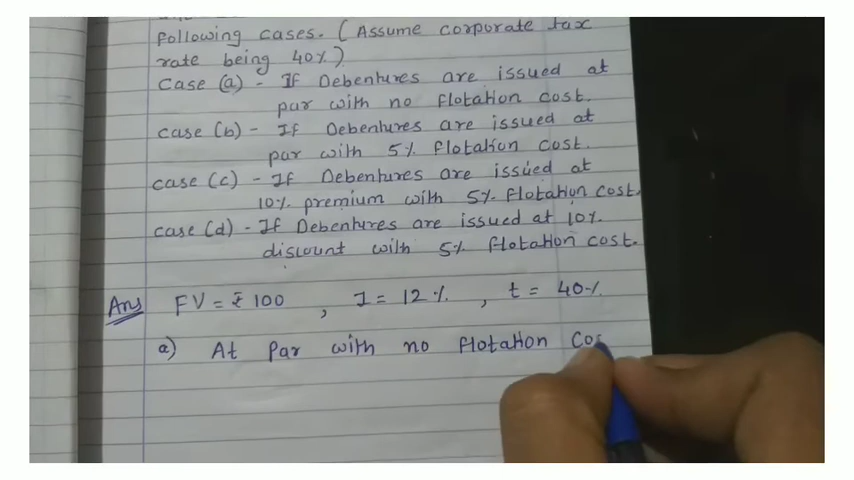 following cases. (Assume corporate tax
rate being 40%)
Case (a) - If Debentures are issued at
par with no flotation cost.
case (b) - If Debentures are issued at
par with 5% flotation cost.
case (c) - If Debentures are issued at
10% premium with 5% flotation cost.
case (d) - If Debentures are issued at 10%
discount with 5% flotation cost.
Ans FV = ₹ 100 , I = 12% , t = 40%
a) At Par with no flotation Cos